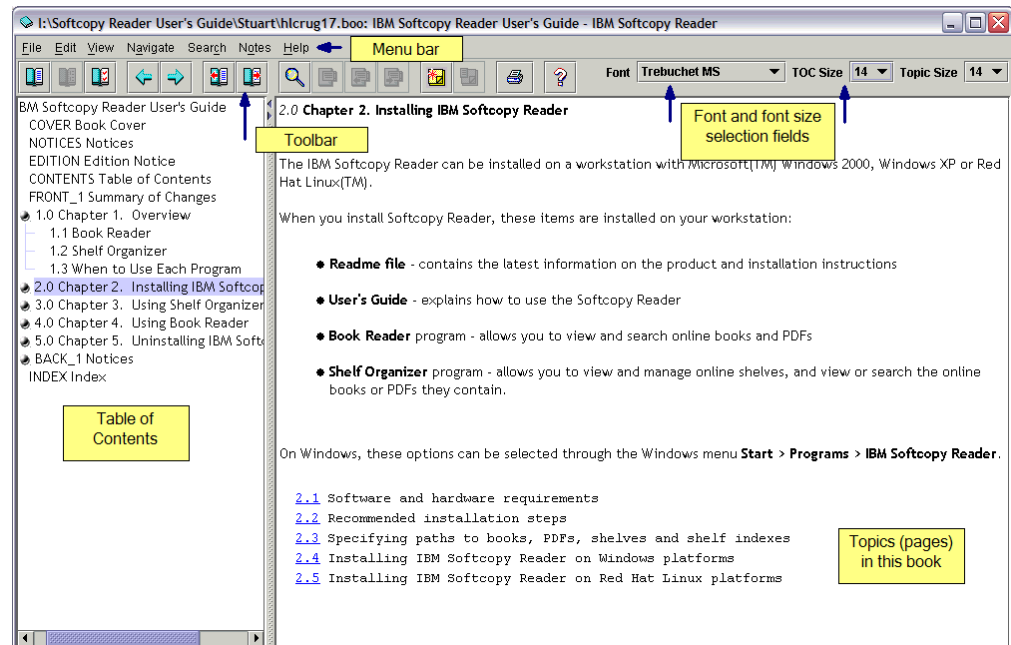 I:\Softcopy Reader User's Guide\Stuart\hlcrug17.boo: IBM Softcopy Reader User's Guide - IBM Softcopy Reader
File Edit View Navigate Search Notes Help
Menu bar
Font Trebuchet MS TOC Size 14 Topic Size 14
Toolbar
Font and font size
selection fields
BM Softcopy Reader User's Guide
COVER Book Cover
NOTICES Notices
EDITION Edition Notice
CONTENTS Table of Contents
FRONT_1 Summary of Changes
1.0 Chapter 1. Overview
1.1 Book Reader
1.2 Shelf Organizer
1.3 When to Use Each Program
2.0 Chapter 2. Installing IBM Softcop
3.0 Chapter 3. Using Shelf Organizer
4.0 Chapter 4. Using Book Reader
5.0 Chapter 5. Uninstalling IBM Softc
BACK_1 Notices
INDEX Index
Table of
Contents
2.0 Chapter 2. Installing IBM Softcopy Reader
The IBM Softcopy Reader can be installed on a workstation with Microsoft(TM) Windows 2000, Windows XP or Red
Hat Linux(TM).
When you install Softcopy Reader, these items are installed on your workstation:
Readme file - contains the latest information on the product and installation instructions
User's Guide - explains how to use the Softcopy Reader
Book Reader program - allows you to view and search online books and PDFs
Shelf Organizer program - allows you to view and manage online shelves, and view or search the online
books or PDFs they contain.
On Windows, these options can be selected through the Windows menu Start > Programs > IBM Softcopy Reader.
2.1 Software and hardware requirements
2.2 Recommended installation steps
2.3 Specifying paths to books, PDFs, shelves and shelf indexes
2.4 Installing IBM Softcopy Reader on Windows platforms
2.5 Installing IBM Softcopy Reader on Red Hat Linux platforms
Topics (pages)
in this book